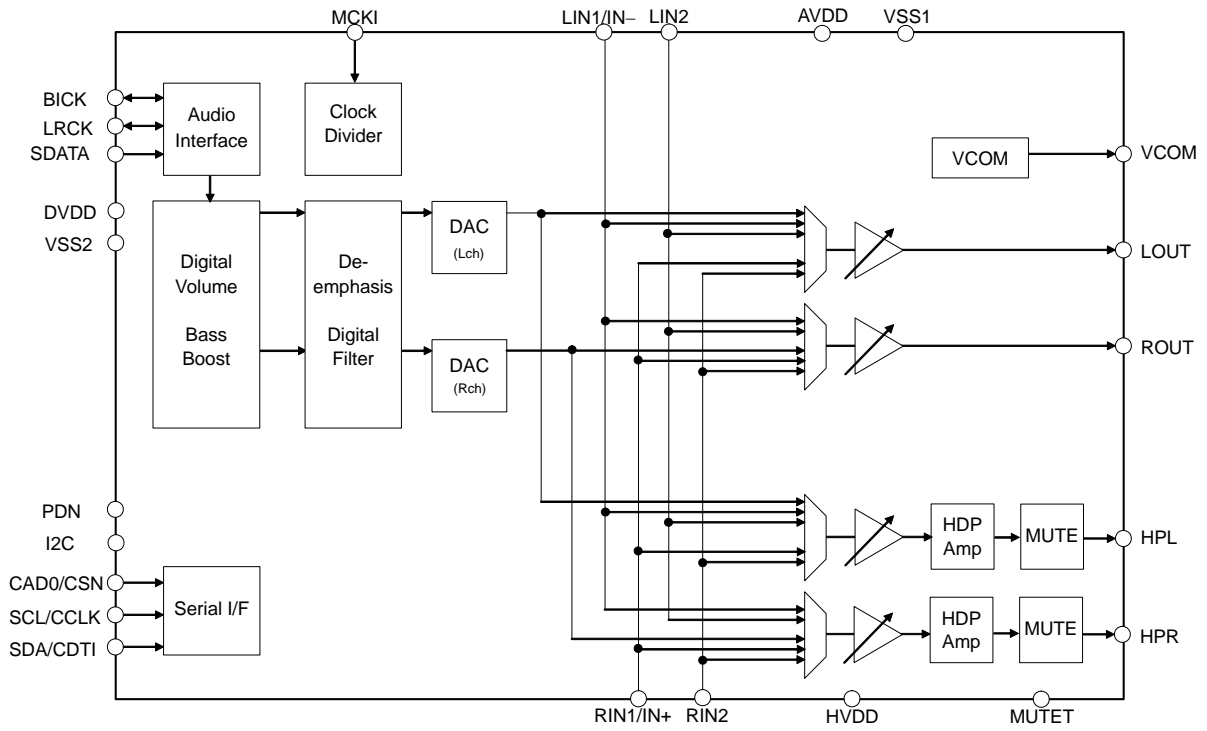 MCKI
LIN1/IN–
LIN2
AVDD
VSS1
BICK
LRCK
SDATA
DVDD
VSS2
Audio
Interface
Clock
Divider
VCOM
VCOM
Digital
Volume
Bass
Boost
De-
emphasis
Digital
Filter
DAC
(Lch)
DAC
(Rch)
LOUT
ROUT
PDN
I2C
CAD0/CSN
SCL/CCLK
SDA/CDTI
Serial I/F
HDP
Amp
MUTE
HPL
HDP
Amp
MUTE
HPR
RIN1/IN+
RIN2
HVDD
MUTET